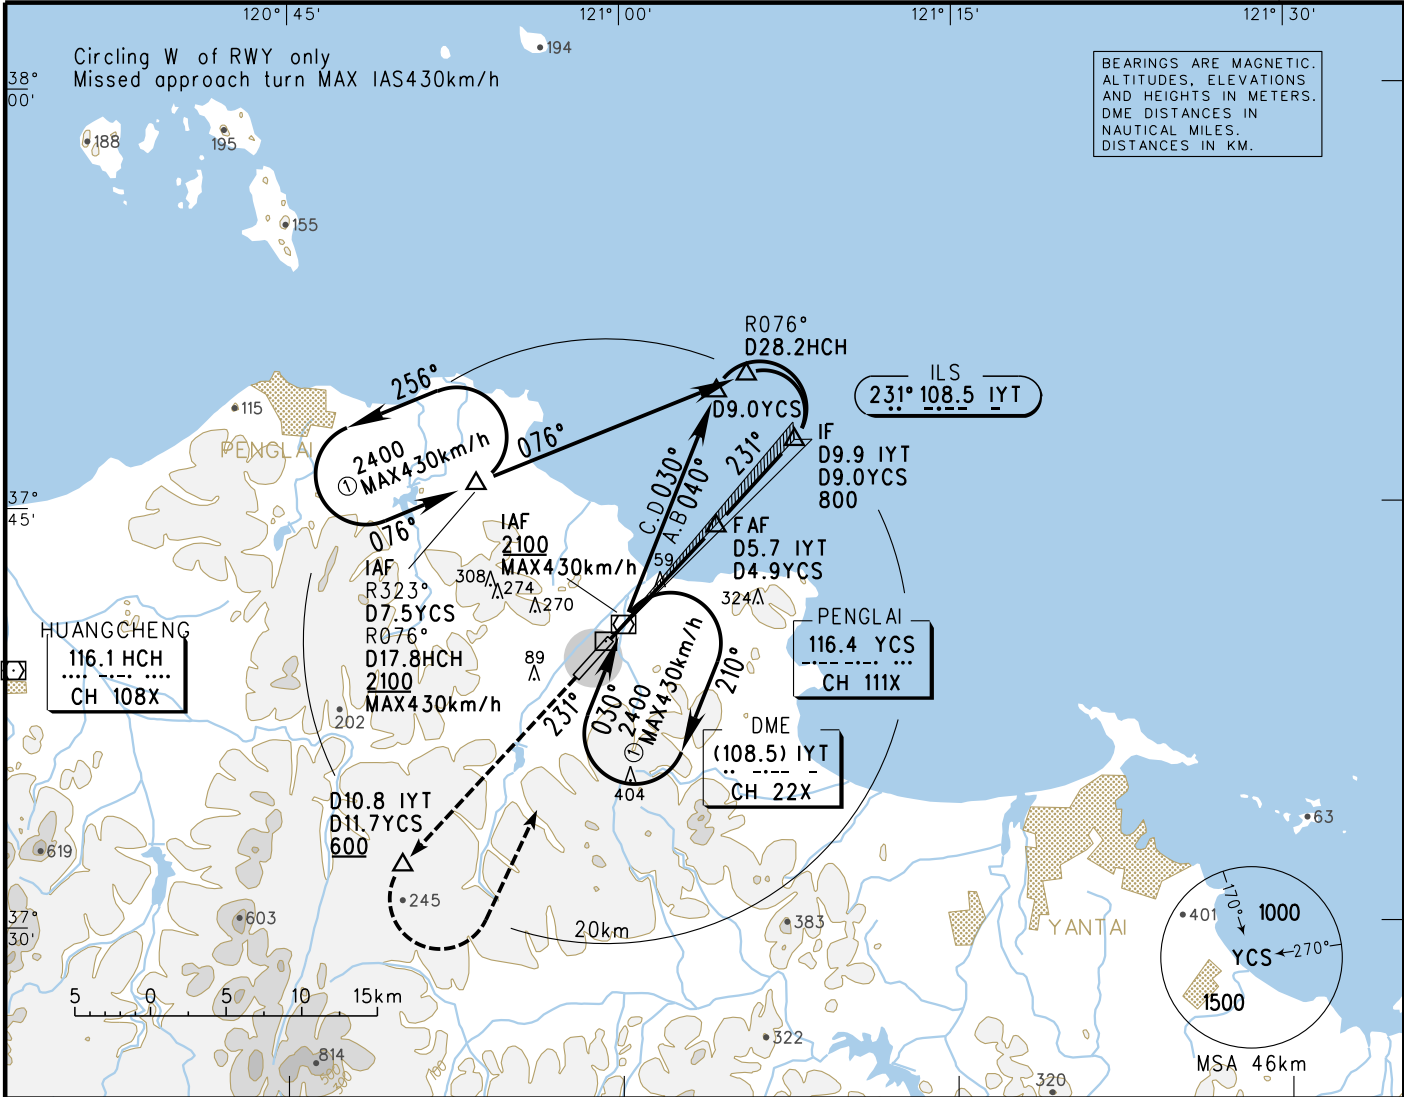 120°45'
121°00'
121°15'
121°30'
Circling W of RWY only
Missed approach turn MAX IAS430km/h
194
BEARINGS ARE MAGNETIC.
ALTITUDES, ELEVATIONS
AND HEIGHTS IN METERS.
DME DISTANCES IN
NAUTICAL MILES.
DISTANCES IN KM.
38°
00'
188
195
155
R076°
D28.2HCH
D9.0YCS
ILS
231° 108.5 IYT
IF
D9.9 IYT
D9.0YCS
800
115
PENGLAI
256°
2400
① MAX430km/h
076°
076°
C.D 030°
A.B 040°
231°
37°
45'
IAF
2100
MAX430km/h
FAF
D5.7 IYT
D4.9YCS
59
324
308
274
270
89
IAF
R323°
D7.5YCS
R076°
D17.8HCH
2100
MAX430km/h
HUANGCHENG
116.1 HCH
CH 108X
PENGLAI
116.4 YCS
CH 111X
202
231°
030°
2400
① MAX430km/h
210°
404
DME
(108.5) IYT
CH 22X
D10.8 IYT
D11.7YCS
600
63
619
245
603
383
401
37°
30'
20km
YANTAI
170°
1000
YCS
270°
1500
MSA 46km
5 0 5 10 15km
814
500
300
100
322
320